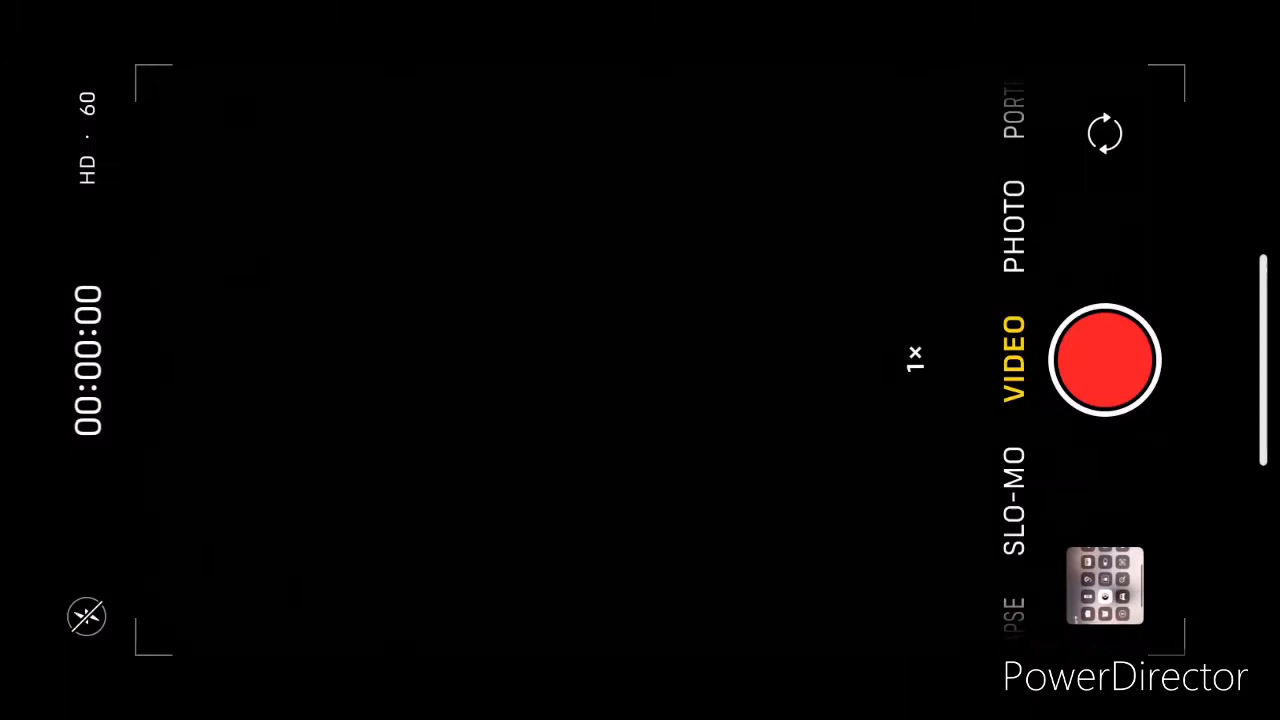 HD · 60
00:00:00
1×
PORT
PHOTO
VIDEO
SLO-MO
PSE
PowerDirector